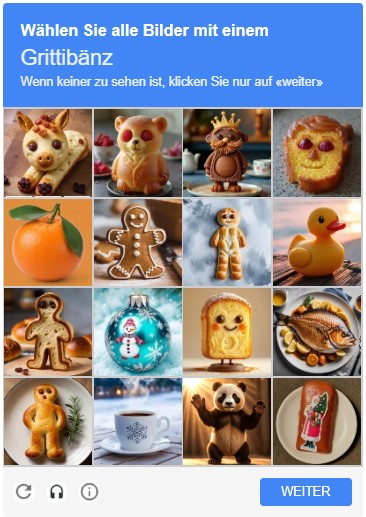 Wählen Sie alle Bilder mit einem
Grittibänz
Wenn keiner zu sehen ist, klicken Sie nur auf «weiter»
WEITER